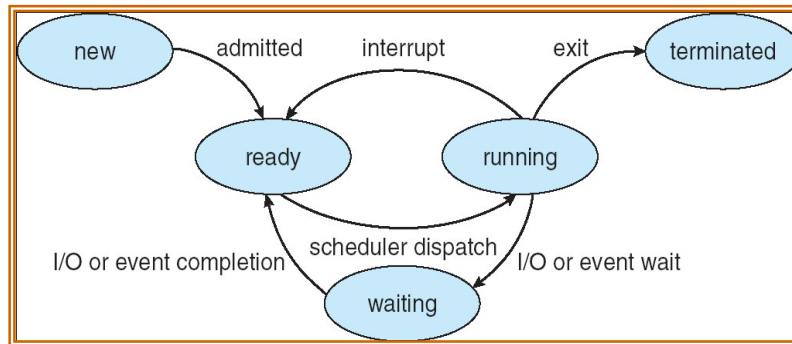 new
admitted
interrupt
exit
terminated
ready
running
I/O or event completion
scheduler dispatch
I/O or event wait
waiting